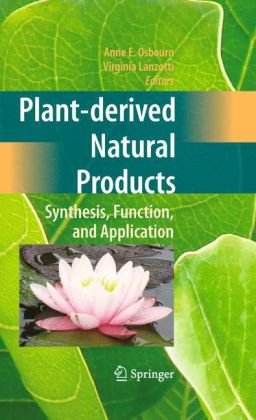 Anne E. Osbourn
Virginia Lanzotti
Editors
Plant-derived
Natural
Products
Synthesis, Function,
and Application
Springer